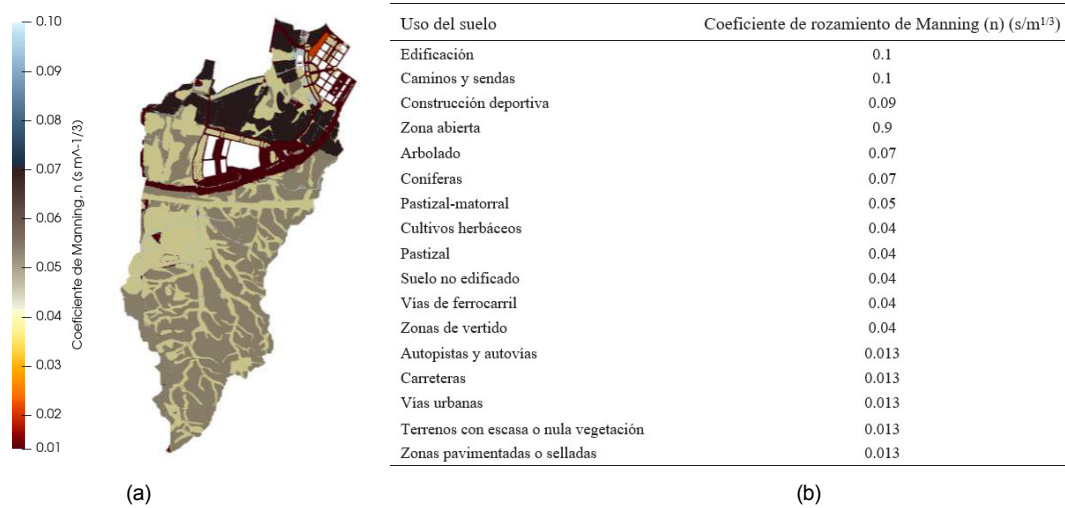 0.10
0.09
0.08
0.07
0.06
0.05
0.04
0.03
0.02
0.01
Coeficiente de Manning, n (s m^-1/3)
(a)
Uso del suelo Coeficiente de rozamiento de Manning (n) (s/m1/3)
Edificación 0.1
Caminos y sendas 0.1
Construcción deportiva 0.09
Zona abierta 0.9
Arbolado 0.07
Coníferas 0.07
Pastizal-matorral 0.05
Cultivos herbáceos 0.04
Pastizal 0.04
Suelo no edificado 0.04
Vías de ferrocarril 0.04
Zonas de vertido 0.04
Autopistas y autovías 0.013
Carreteras 0.013
Vías urbanas 0.013
Terrenos con escasa o nula vegetación 0.013
Zonas pavimentadas o selladas 0.013
(b)